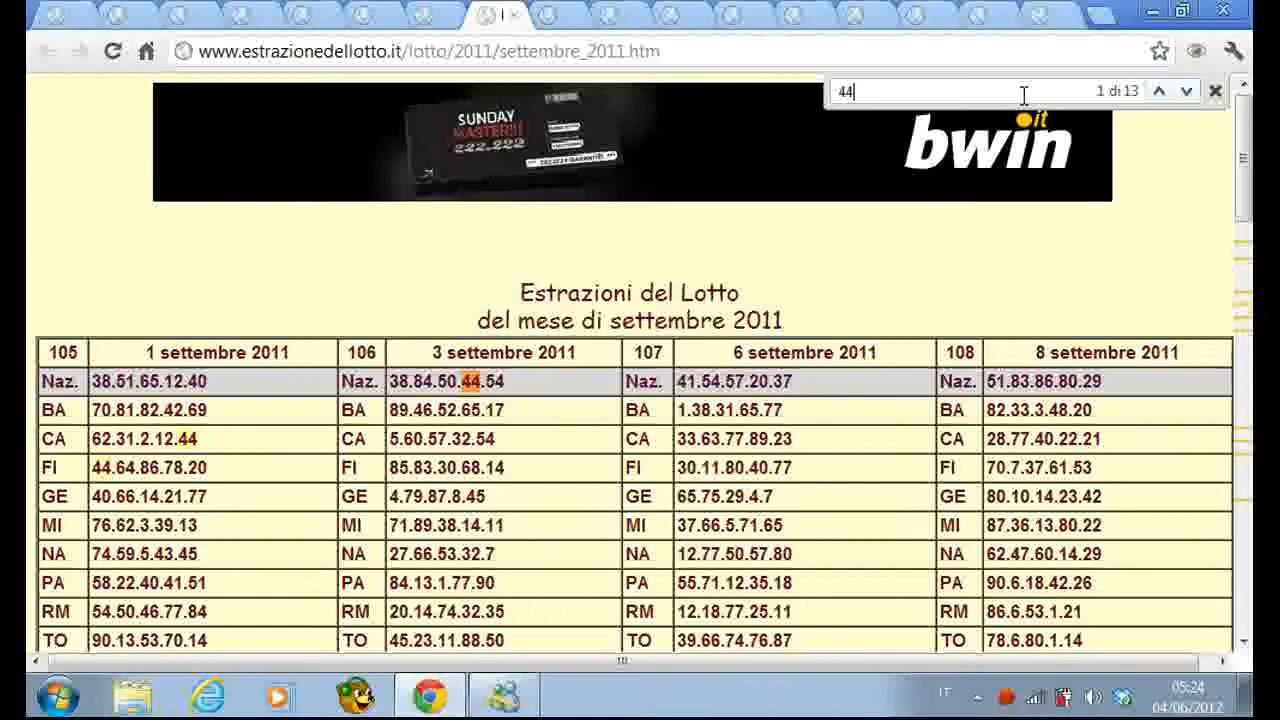 www.estrazionedellotto.it/lotto/2011/settembre_2011.htm
44
1 di 13
SUNDAY
MASTER!!!
222.222
bwin
.it
Estrazioni del Lotto
del mese di settembre 2011
105 1 settembre 2011 106 3 settembre 2011 107 6 settembre 2011 108 8 settembre 2011
Naz. 38.51.65.12.40 Naz. 38.84.50.44.54 Naz. 41.54.57.20.37 Naz. 51.83.86.80.29
BA 70.81.82.42.69 BA 89.46.52.65.17 BA 1.38.31.65.77 BA 82.33.3.48.20
CA 62.31.2.12.44 CA 5.60.57.32.54 CA 33.63.77.89.23 CA 28.77.40.22.21
FI 44.64.86.78.20 FI 85.83.30.68.14 FI 30.11.80.40.77 FI 70.7.37.61.53
GE 40.66.14.21.77 GE 4.79.87.8.45 GE 65.75.29.4.7 GE 80.10.14.23.42
MI 76.62.3.39.13 MI 71.89.38.14.11 MI 37.66.5.71.65 MI 87.36.13.80.22
NA 74.59.5.43.45 NA 27.66.53.32.7 NA 12.77.50.57.80 NA 62.47.60.14.29
PA 58.22.40.41.51 PA 84.13.1.77.90 PA 55.71.12.35.18 PA 90.6.18.42.26
RM 54.50.46.77.84 RM 20.14.74.32.35 RM 12.18.77.25.11 RM 86.6.53.1.21
TO 90.13.53.70.14 TO 45.23.11.88.50 TO 39.66.74.76.87 TO 78.6.80.1.14
IT
05:24
04/06/2012